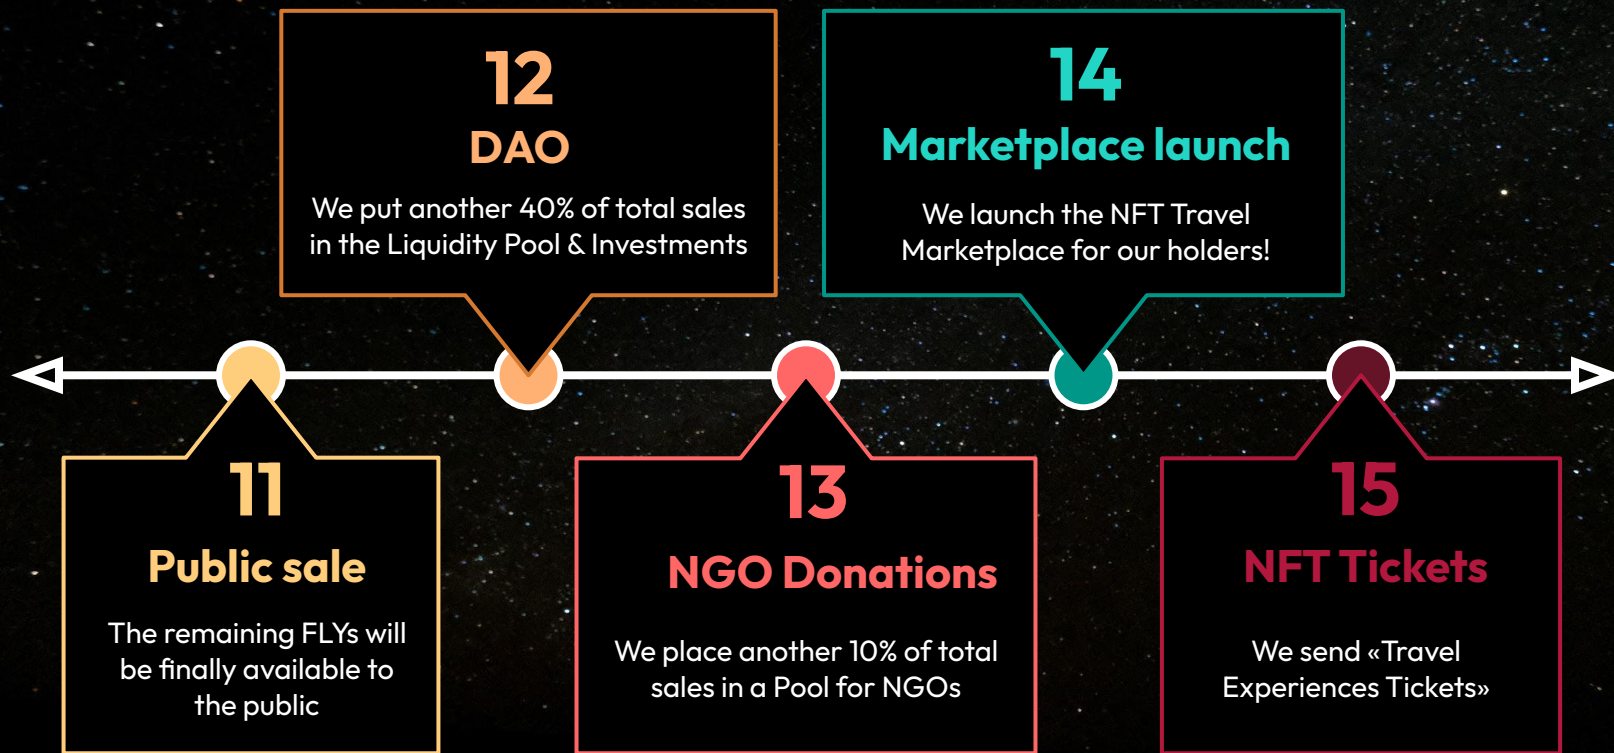 12
DAO
We put another 40% of total sales
in the Liquidity Pool & Investments
14
Marketplace launch
We launch the NFT Travel
Marketplace for our holders!
11
Public sale
The remaining FLYs will
be finally available to
the public
13
NGO Donations
We place another 10% of total
sales in a Pool for NGOs
15
NFT Tickets
We send «Travel
Experiences Tickets»